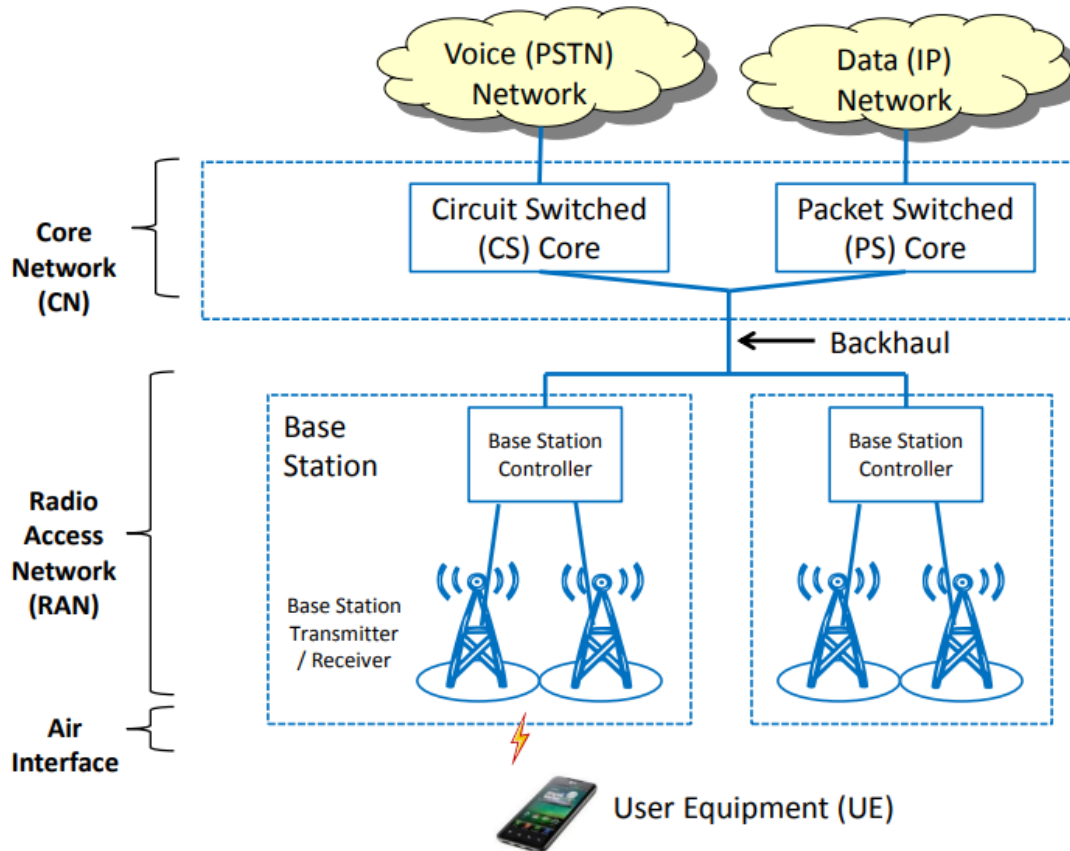 Voice (PSTN)
Network
Data (IP)
Network
Core
Network
(CN)
Circuit Switched
(CS) Core
Packet Switched
(PS) Core
Backhaul
Radio
Access
Network
(RAN)
Base
Station
Base Station
Controller
Base Station
Controller
Base Station
Transmitter
/ Receiver
Air
Interface
User Equipment (UE)